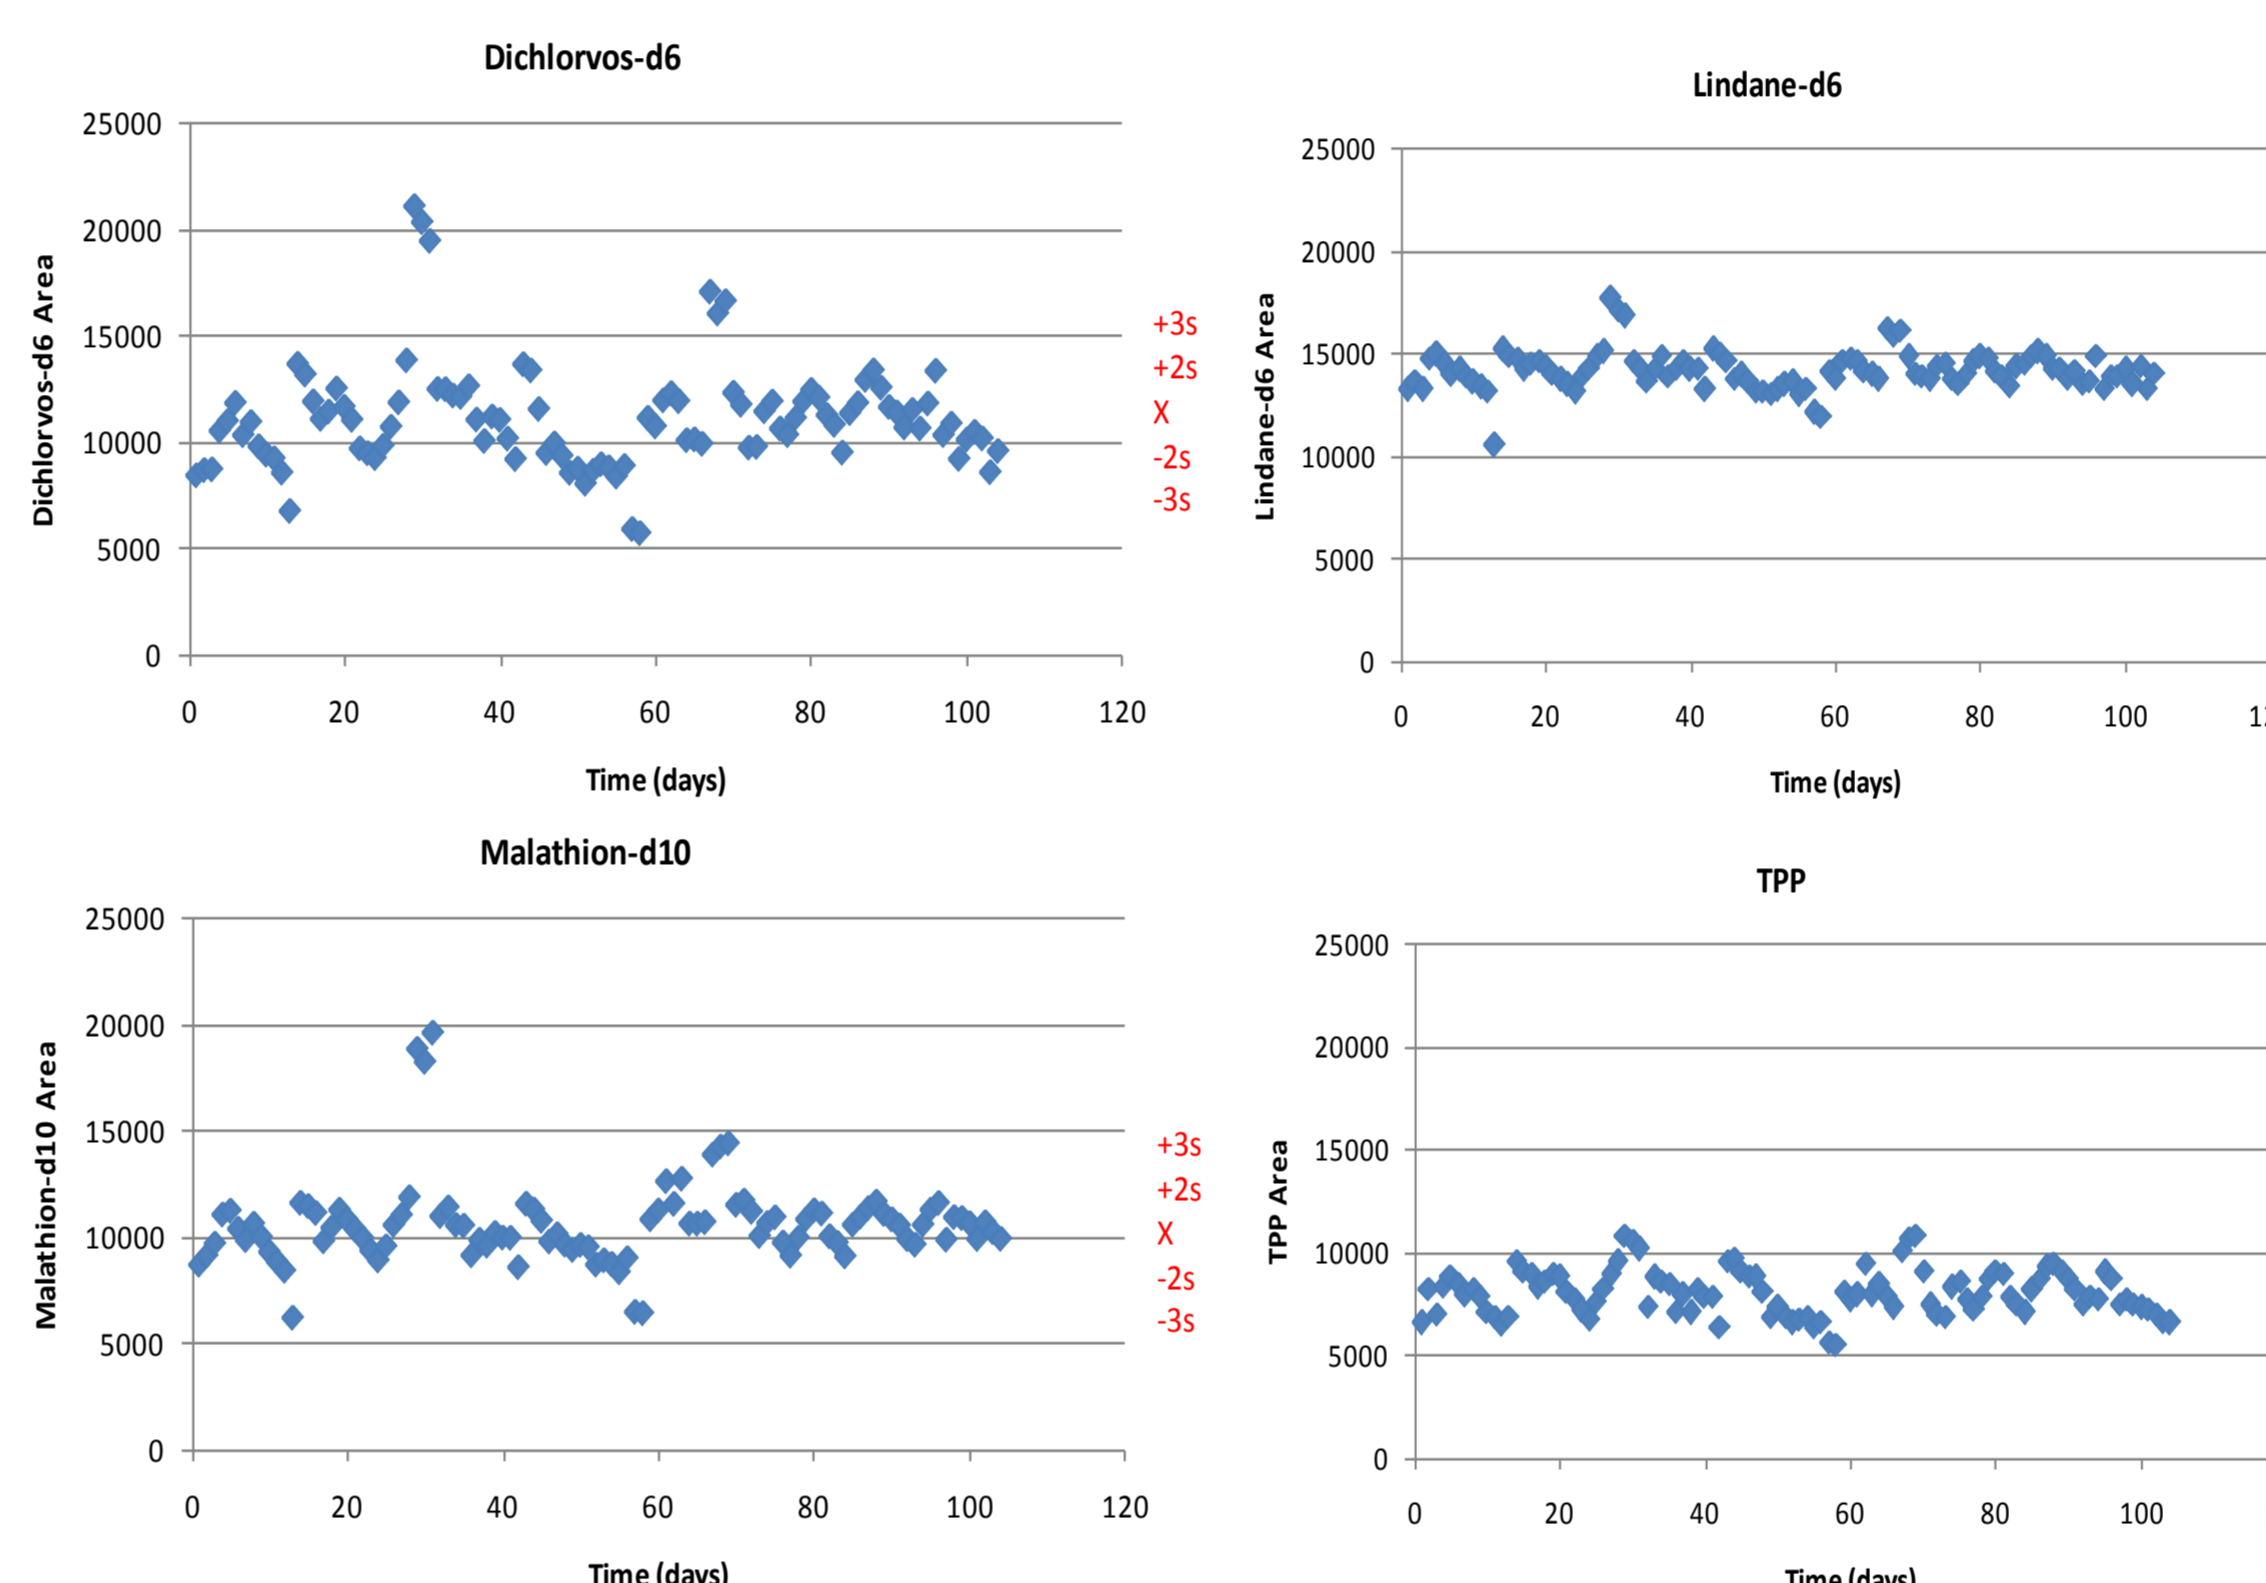 Dichlorvos-d6
25000
20000
15000
10000
5000
0
Dichlorvos-d6 Area
0 20 40 60 80 100 120
Time (days)
+3s
+2s
X
-2s
-3s
Lindane-d6
25000
20000
15000
10000
5000
0
Lindane-d6 Area
0 20 40 60 80 100
Time (days)
Malathion-d10
25000
20000
15000
10000
5000
0
Malathion-d10 Area
0 20 40 60 80 100 120
Time (days)
+3s
+2s
X
-2s
-3s
TPP
25000
20000
15000
10000
5000
0
TPP Area
0 20 40 60 80 100
Time (days)